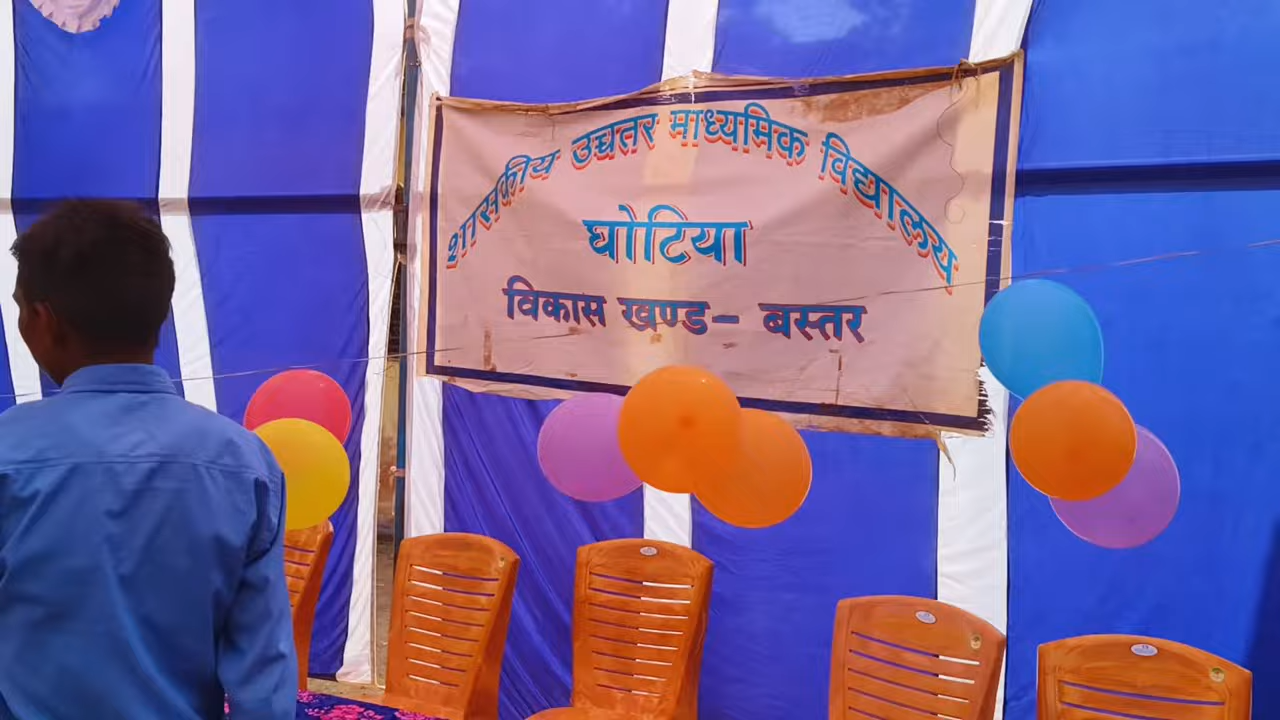 शासकीय उच्चतर माध्यमिक विद्यालय
घोटिया
विकास खण्ड- बस्तर